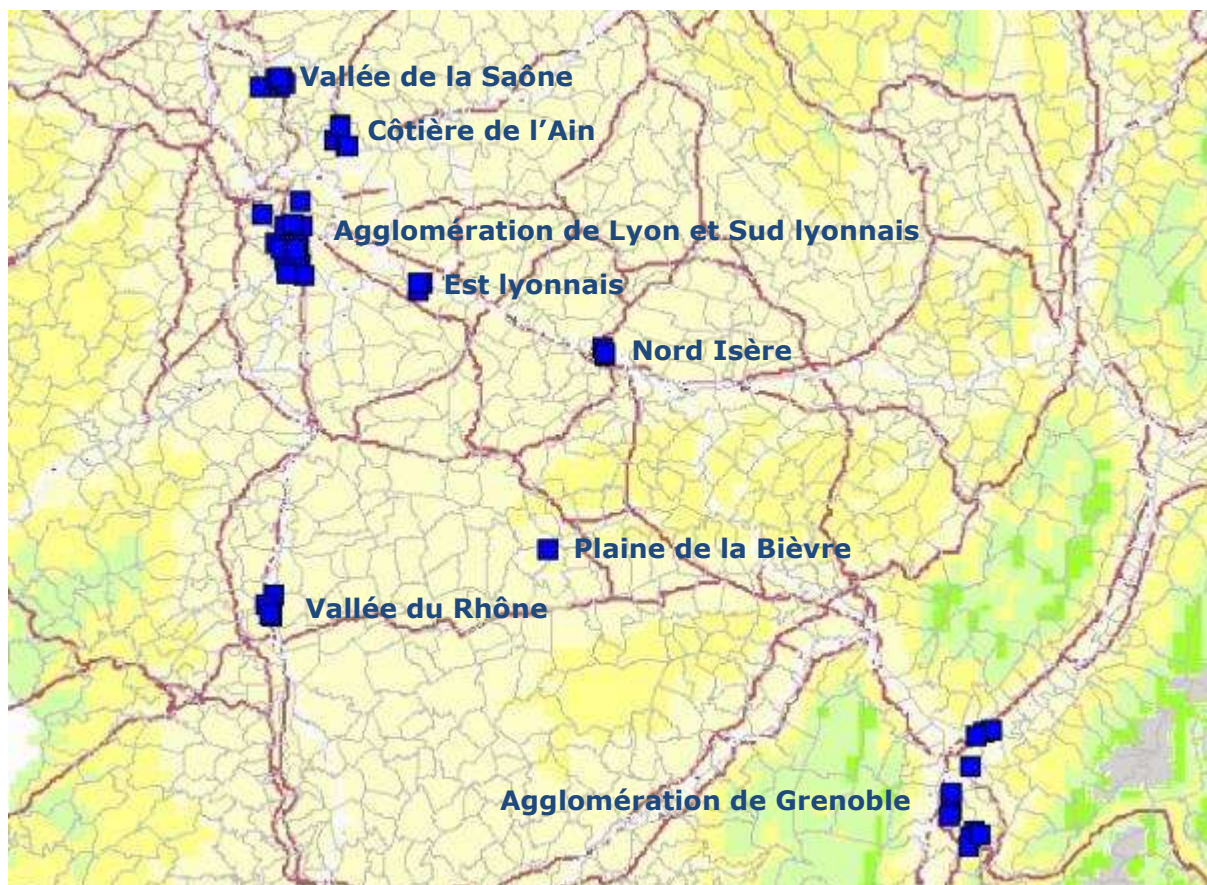 Vallée de la Saône
Côtière de l'Ain
Agglomération de Lyon et Sud lyonnais
Est lyonnais
Nord Isère
Plaine de la Bièvre
Vallée du Rhône
Agglomération de Grenoble